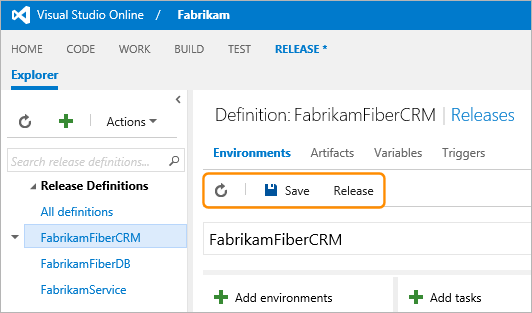 Visual Studio Online / Fabrikam
HOME CODE WORK BUILD TEST RELEASE *
Explorer
Actions
Search release definitions...
Release Definitions
All definitions
FabrikamFiberCRM
FabrikamFiberDB
FabrikamService
Definition: FabrikamFiberCRM | Releases
Environments Artifacts Variables Triggers
Save Release
FabrikamFiberCRM
Add environments Add tasks